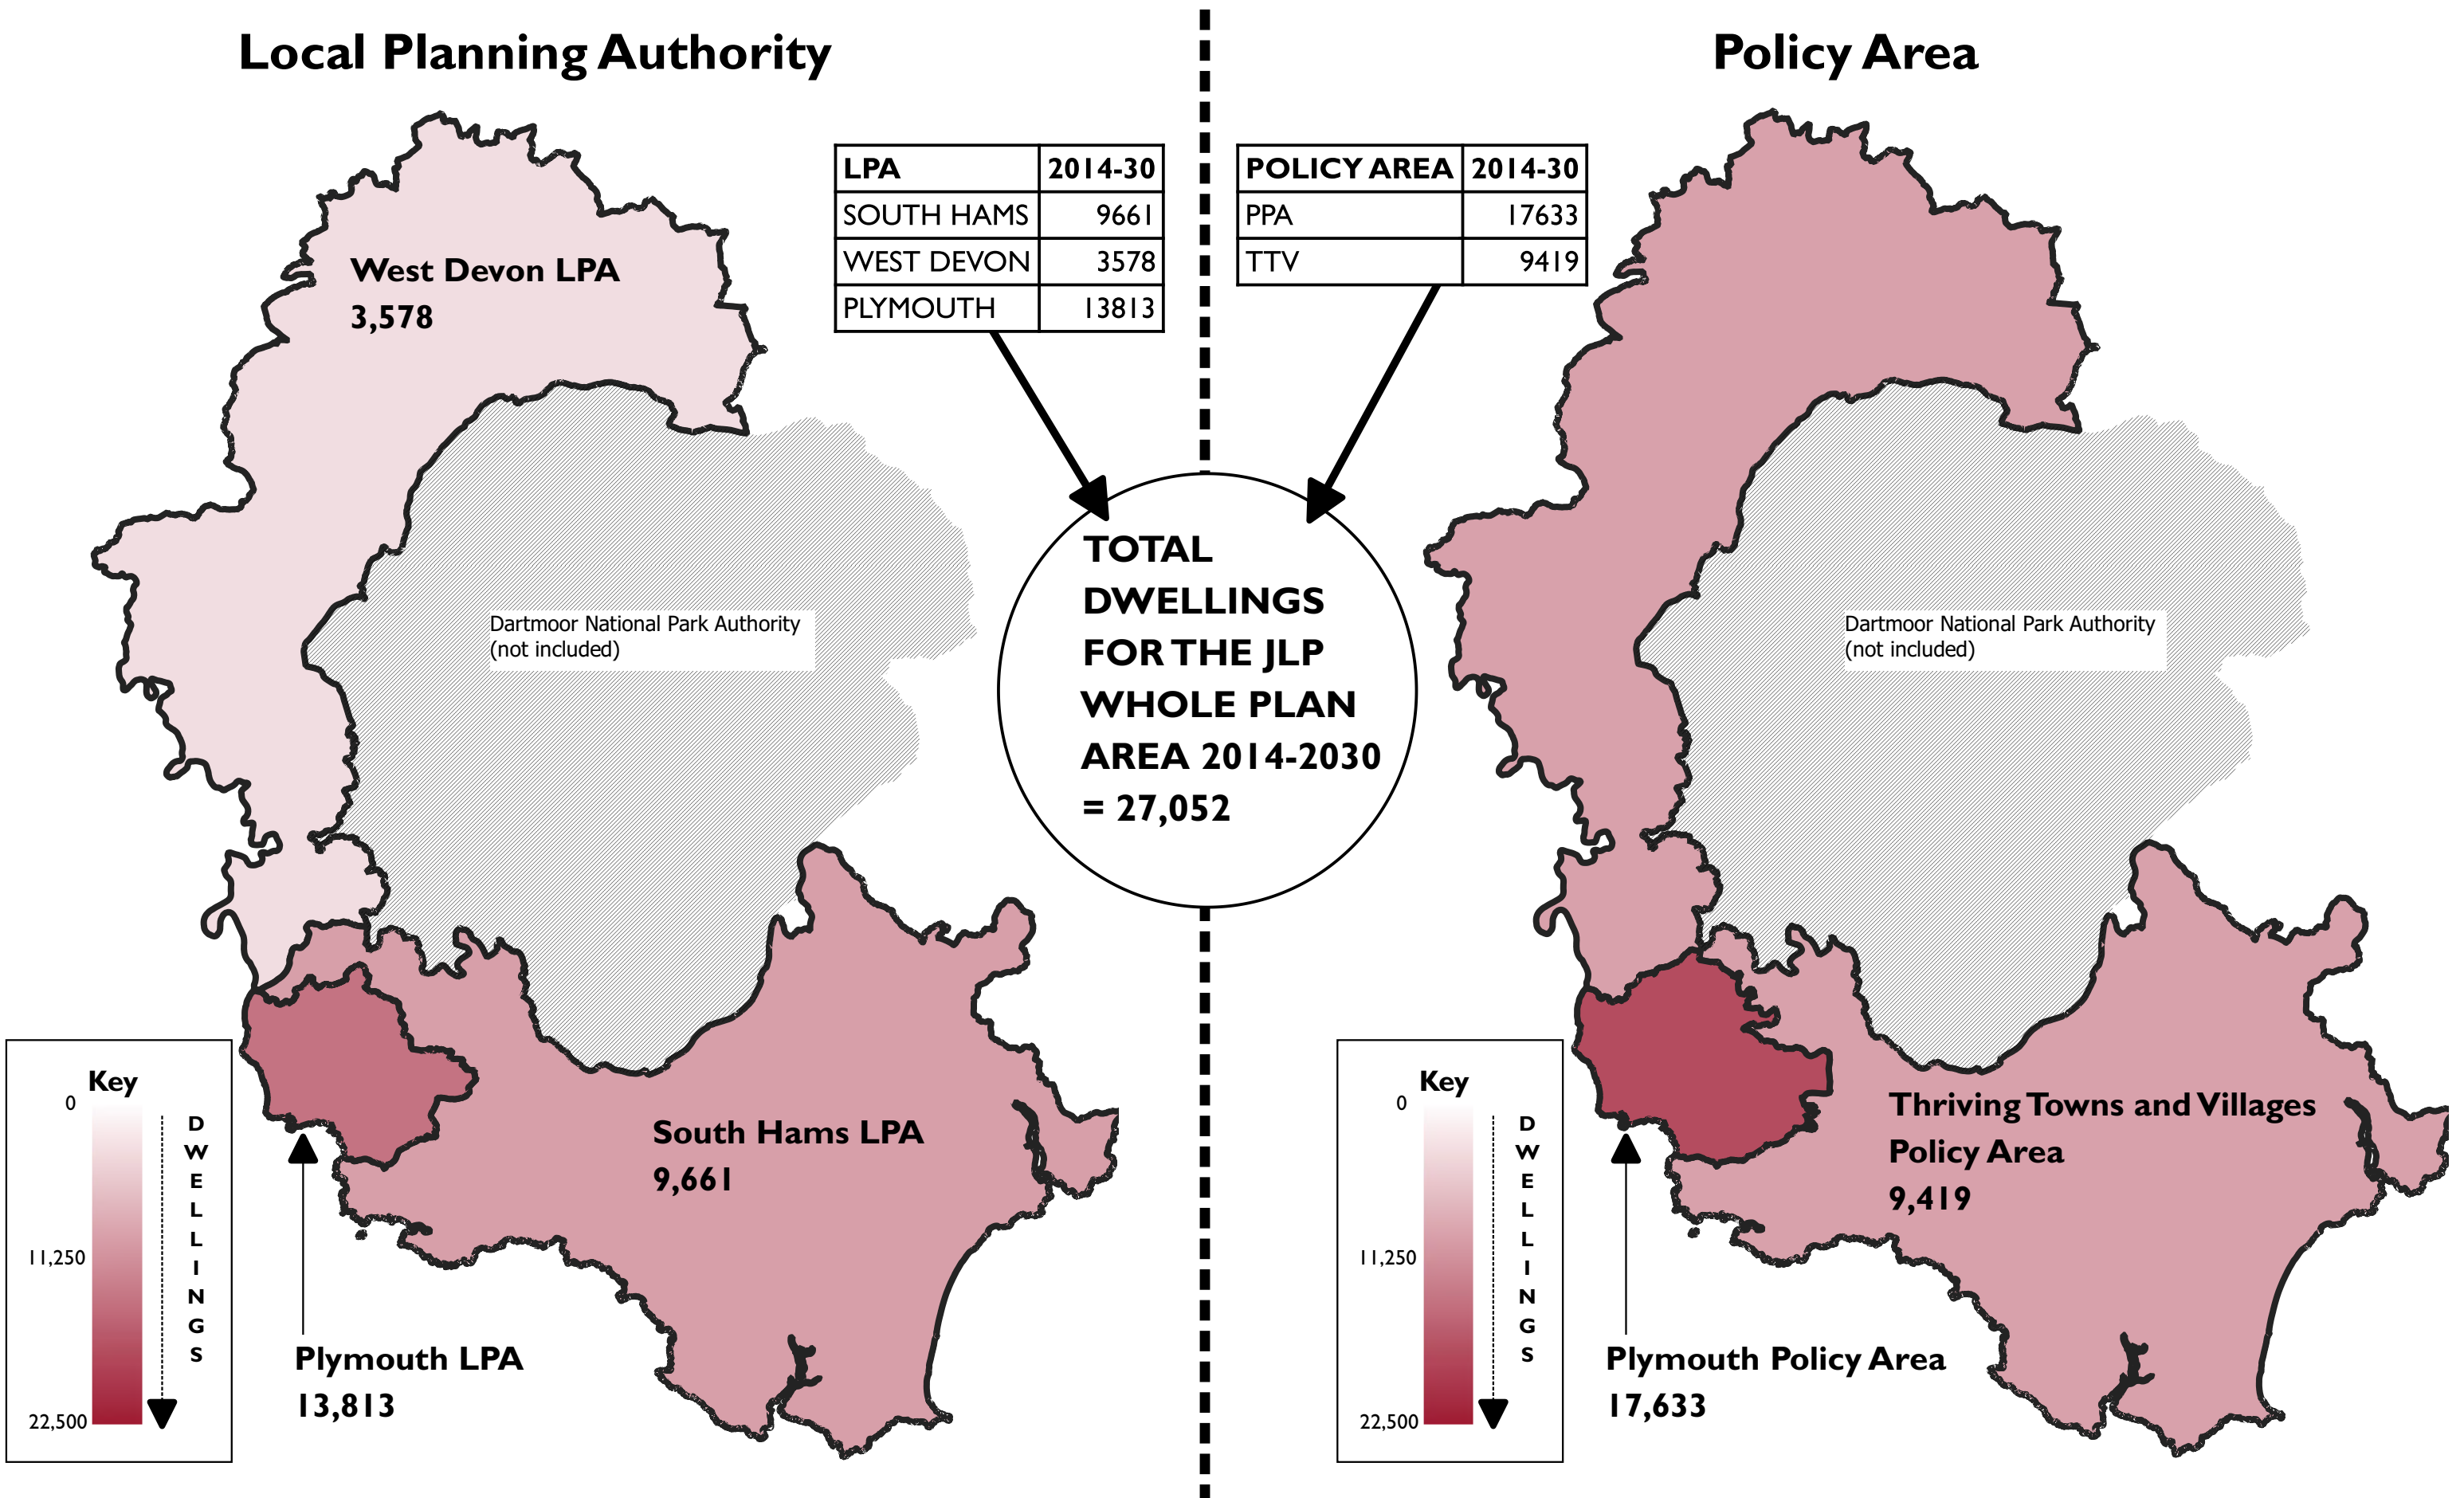 Local Planning Authority
West Devon LPA
3,578
LPA 2014-30
SOUTH HAMS 9661
WEST DEVON 3578
PLYMOUTH 13813
Dartmoor National Park Authority
(not included)
South Hams LPA
9,661
Plymouth LPA
13,813
Key
0
11,250
22,500
DWELLINGS
TOTAL
DWELLINGS
FOR THE JLP
WHOLE PLAN
AREA 2014-2030
= 27,052
Policy Area
POLICY AREA 2014-30
PPA 17633
TTV 9419
Dartmoor National Park Authority
(not included)
Thriving Towns and Villages
Policy Area
9,419
Plymouth Policy Area
17,633
Key
0
11,250
22,500
DWELLINGS